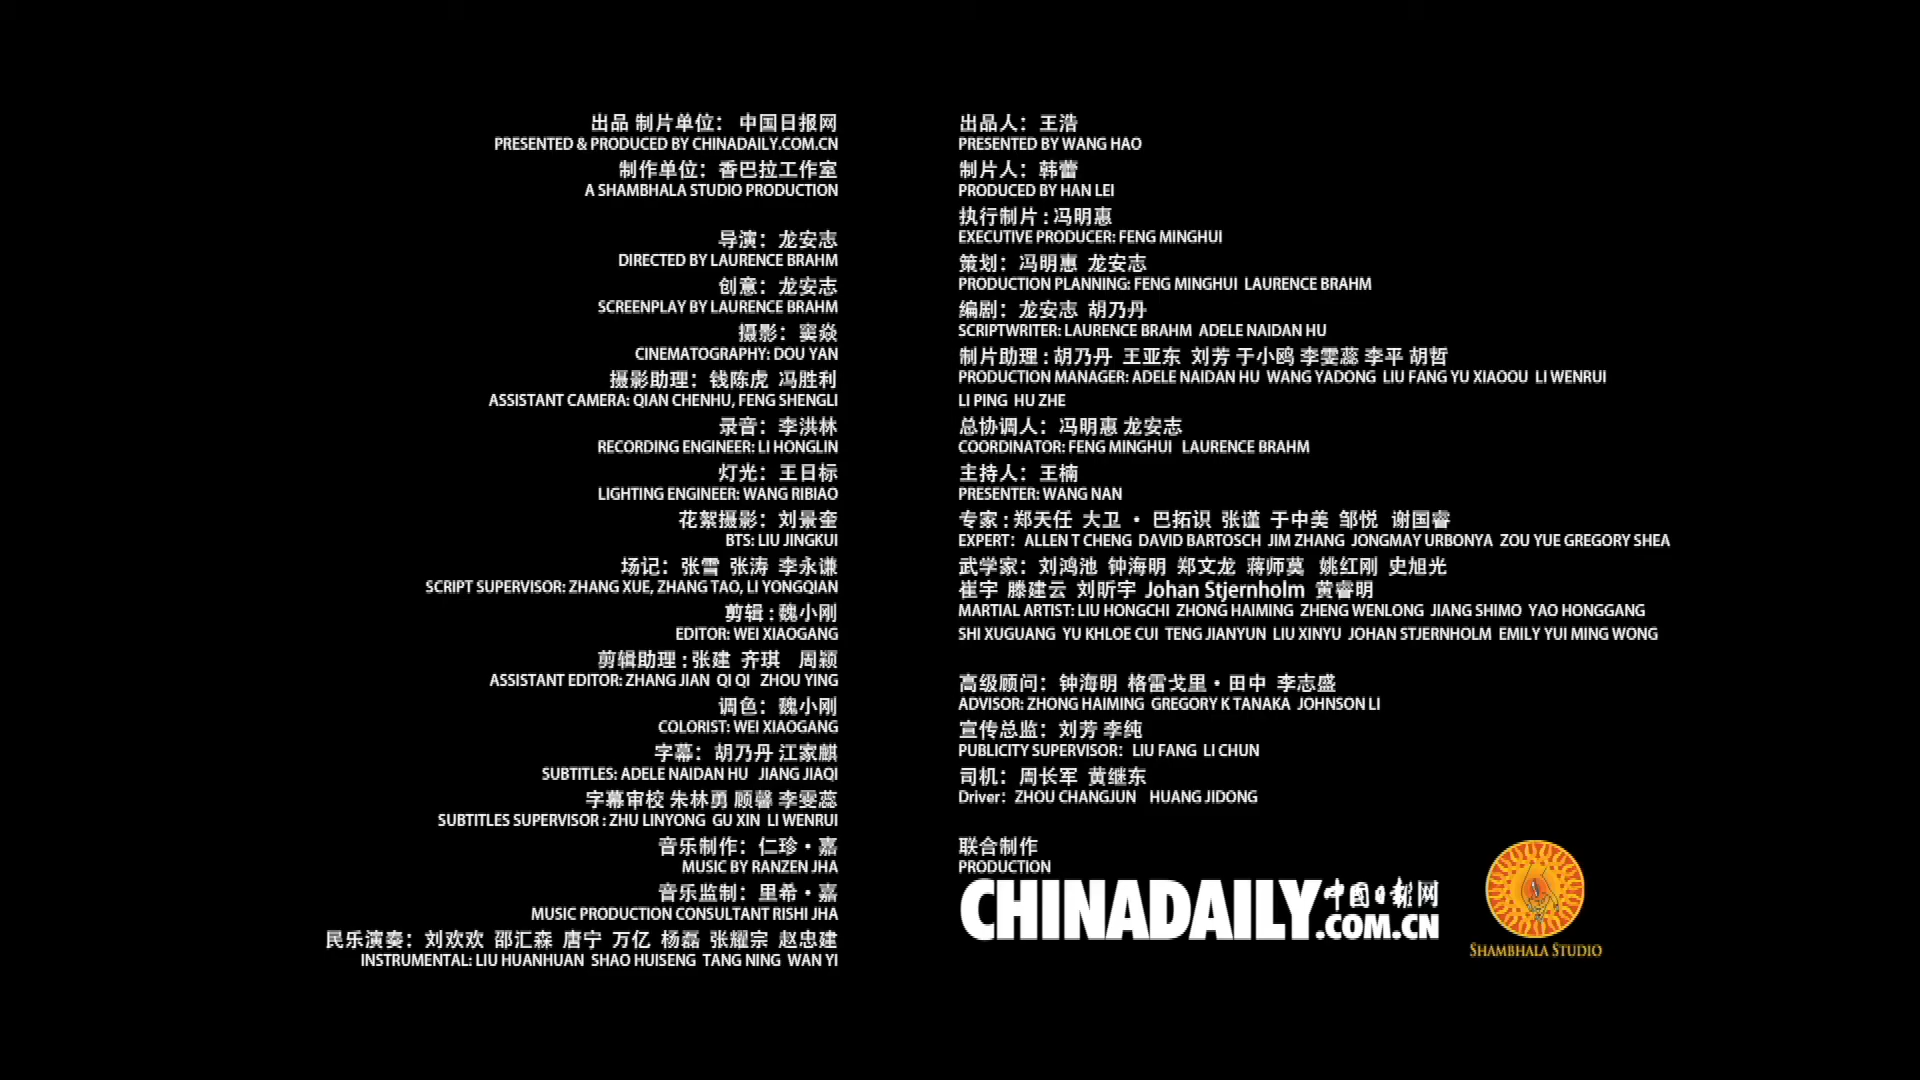 出品 制片单位： 中国日报网
PRESENTED & PRODUCED BY CHINADAILY.COM.CN
制作单位：香巴拉工作室
A SHAMBHALA STUDIO PRODUCTION
导演：龙安志
DIRECTED BY LAURENCE BRAHM
创意：龙安志
SCREENPLAY BY LAURENCE BRAHM
摄影：窦焱
CINEMATOGRAPHY: DOU YAN
摄影助理：钱陈虎 冯胜利
ASSISTANT CAMERA: QIAN CHENHU, FENG SHENGLI
录音：李洪林
RECORDING ENGINEER: LI HONGLIN
灯光：王日标
LIGHTING ENGINEER: WANG RIBIAO
花絮摄影：刘景奎
BTS: LIU JINGKUI
场记：张雪 张涛 李永谦
SCRIPT SUPERVISOR: ZHANG XUE, ZHANG TAO, LI YONGQIAN
剪辑 : 魏小刚
EDITOR: WEI XIAOGANG
剪辑助理 : 张建 齐琪 周颖
ASSISTANT EDITOR: ZHANG JIAN QI QI ZHOU YING
调色：魏小刚
COLORIST: WEI XIAOGANG
字幕：胡乃丹 江家麒
SUBTITLES: ADELE NAIDAN HU JIANG JIAQI
字幕审校 朱林勇 顾馨 李雯蕊
SUBTITLES SUPERVISOR : ZHU LINYONG GU XIN LI WENRUI
音乐制作：仁珍·嘉
MUSIC BY RANZEN JHA
音乐监制：里希·嘉
MUSIC PRODUCTION CONSULTANT RISHI JHA
民乐演奏：刘欢欢 邵汇森 唐宁 万亿 杨磊 张耀宗 赵忠建
INSTRUMENTAL: LIU HUANHUAN SHAO HUISENG TANG NING WAN YI
出品人：王浩
PRESENTED BY WANG HAO
制片人：韩蕾
PRODUCED BY HAN LEI
执行制片 : 冯明惠
EXECUTIVE PRODUCER: FENG MINGHUI
策划：冯明惠 龙安志
PRODUCTION PLANNING: FENG MINGHUI LAURENCE BRAHM
编剧：龙安志 胡乃丹
SCRIPTWRITER: LAURENCE BRAHM ADELE NAIDAN HU
制片助理 : 胡乃丹 王亚东 刘芳 于小鸥 李雯蕊 李平 胡哲
PRODUCTION MANAGER: ADELE NAIDAN HU WANG YADONG LIU FANG YU XIAOOU LI WENRUI
LI PING HU ZHE
总协调人：冯明惠 龙安志
COORDINATOR: FENG MINGHUI LAURENCE BRAHM
主持人：王楠
PRESENTER: WANG NAN
专家 : 郑天任 大卫 · 巴拓识 张谨 于中美 邹悦 谢国睿
EXPERT： ALLEN T CHENG DAVID BARTOSCH JIM ZHANG JONGMAY URBONYA ZOU YUE GREGORY SHEA
武学家：刘鸿池 钟海明 郑文龙 蒋师莫 姚红刚 史旭光
崔宇 滕建云 刘昕宇 Johan Stjernholm 黄睿明
MARTIAL ARTIST: LIU HONGCHI ZHONG HAIMING ZHENG WENLONG JIANG SHIMO YAO HONGGANG
SHI XUGUANG YU KHLOE CUI TENG JIANYUN LIU XINYU JOHAN STJERNHOLM EMILY YUI MING WONG
高级顾问：钟海明 格雷戈里·田中 李志盛
ADVISOR: ZHONG HAIMING GREGORY K TANAKA JOHNSON LI
宣传总监：刘芳 李纯
PUBLICITY SUPERVISOR： LIU FANG LI CHUN
司机：周长军 黄继东
Driver： ZHOU CHANGJUN HUANG JIDONG
联合制作
PRODUCTION
CHINADAILY 中國日報网
.COM.CN
SHAMBHALA STUDIO